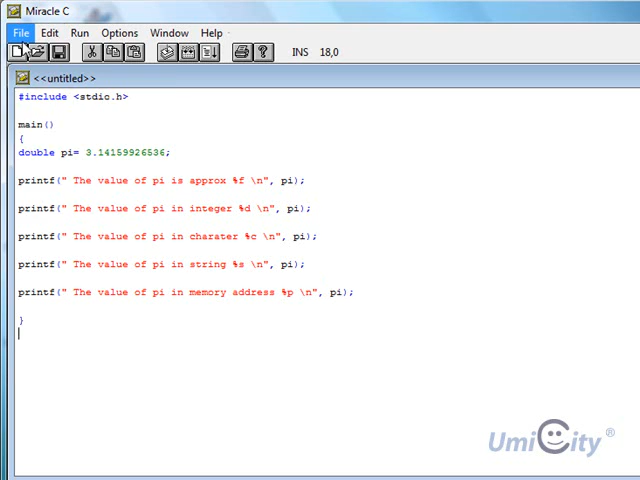 Miracle C
File Edit Run Options Window Help
INS 18,0
<<untitled>>
#include <stdio.h>
main()
{
double pi= 3.14159926536;
printf(" The value of pi is approx %f \n", pi);
printf(" The value of pi in integer %d \n", pi);
printf(" The value of pi in charater %c \n", pi);
printf(" The value of pi in string %s \n", pi);
printf(" The value of pi in memory address %p \n", pi);
}
UmiCity ®